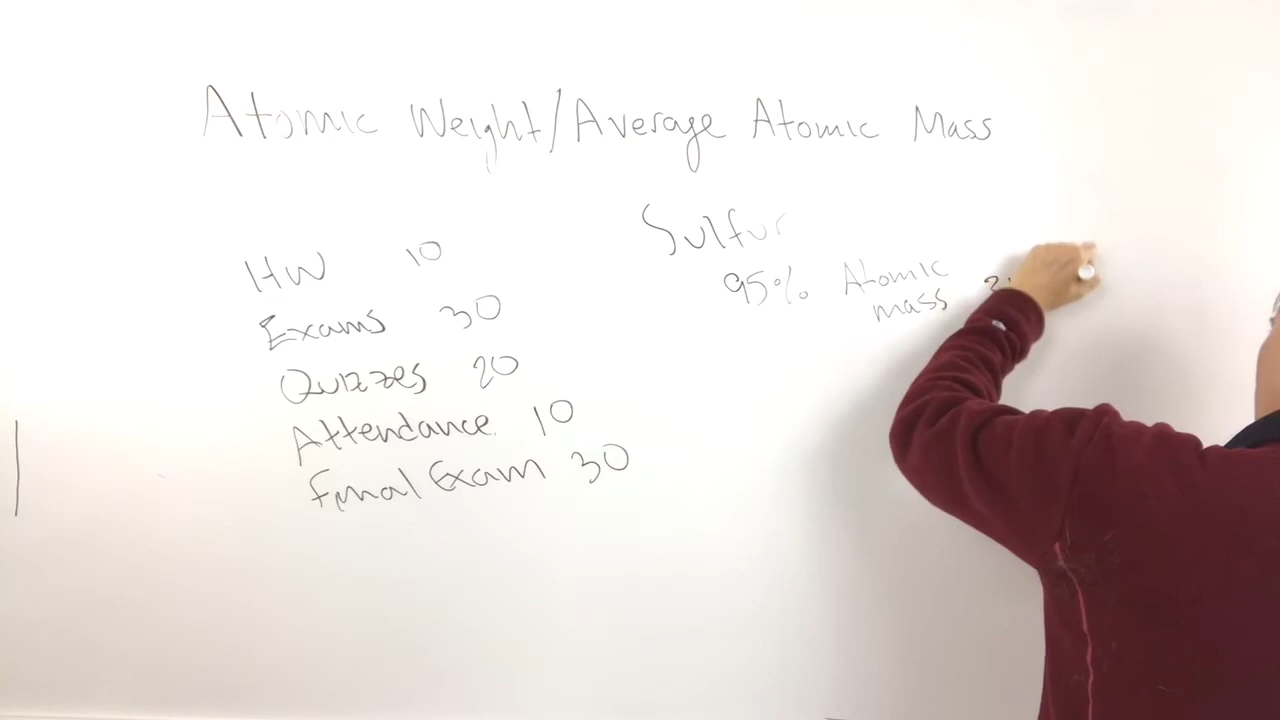 Atomic Weight/Average Atomic Mass
HW 10
Exams 30
Quizzes 20
Attendance 10
Final Exam 30
Sulfur
95% Atomic
mass